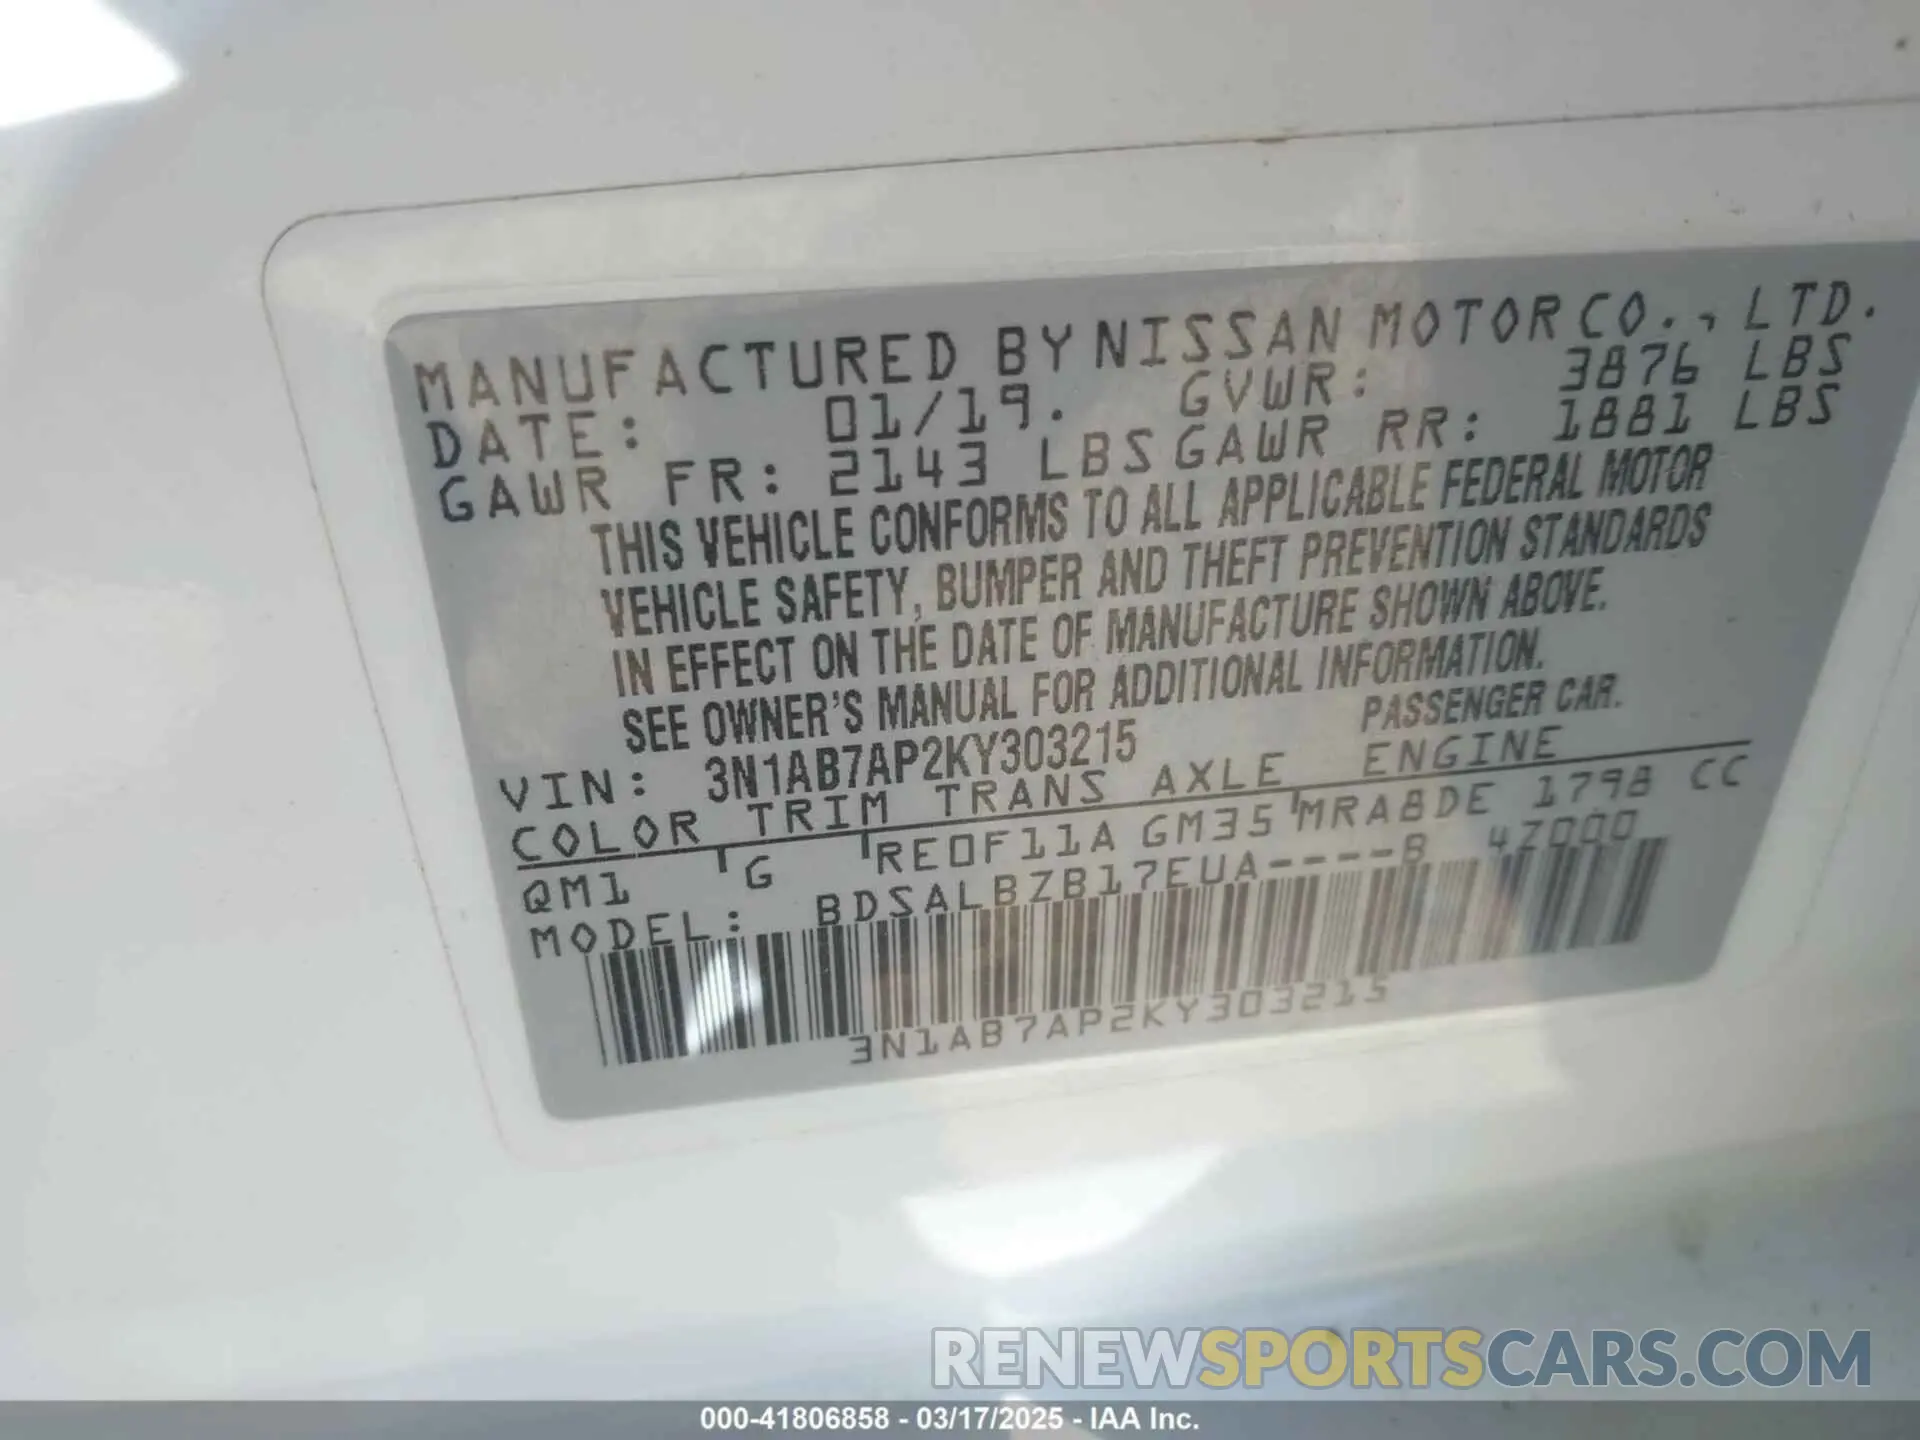 MANUFACTURED BY NISSAN MOTOR CO., LTD.
DATE: 01/19. GVWR: 3876 LBS
GAWR FR: 2143 LBS GAWR RR: 1881 LBS
THIS VEHICLE CONFORMS TO ALL APPLICABLE FEDERAL MOTOR
VEHICLE SAFETY, BUMPER AND THEFT PREVENTION STANDARDS
IN EFFECT ON THE DATE OF MANUFACTURE SHOWN ABOVE.
SEE OWNER'S MANUAL FOR ADDITIONAL INFORMATION.
VIN: 3N1AB7AP2KY303215 PASSENGER CAR.
COLOR TRIM TRANS AXLE ENGINE
QM1 G RE0F11A GM35 MRA8DE 1798 CC
MODEL: BDSALBZB17EUA----B 4Z000
3N1AB7AP2KY303215
RENEWSPORTSCARS.COM
000-41806858 - 03/17/2025 - IAA Inc.